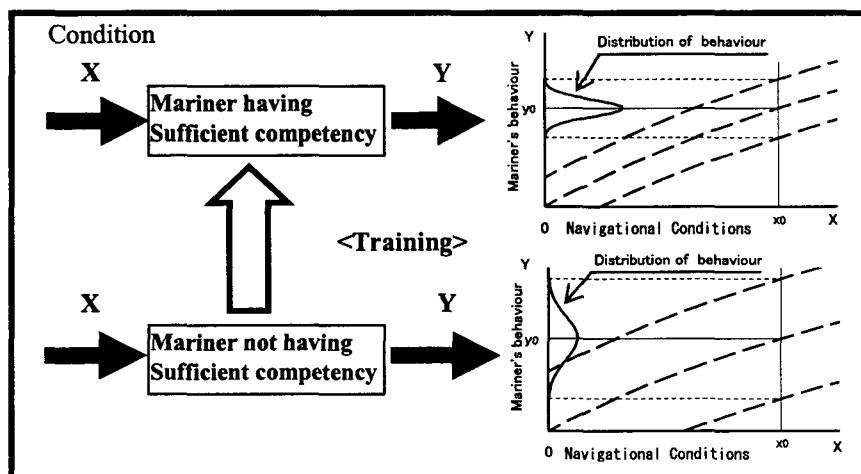 Condition
X
Y
Mariner having
Sufficient competency
<Training>
X
Y
Mariner not having
Sufficient competency
Y
Distribution of behaviour
Mariner's behaviour
y0
x0
X
0 Navigational Conditions
Y
Distribution of behaviour
Mariner's behaviour
y0
x0
X
0 Navigational Conditions